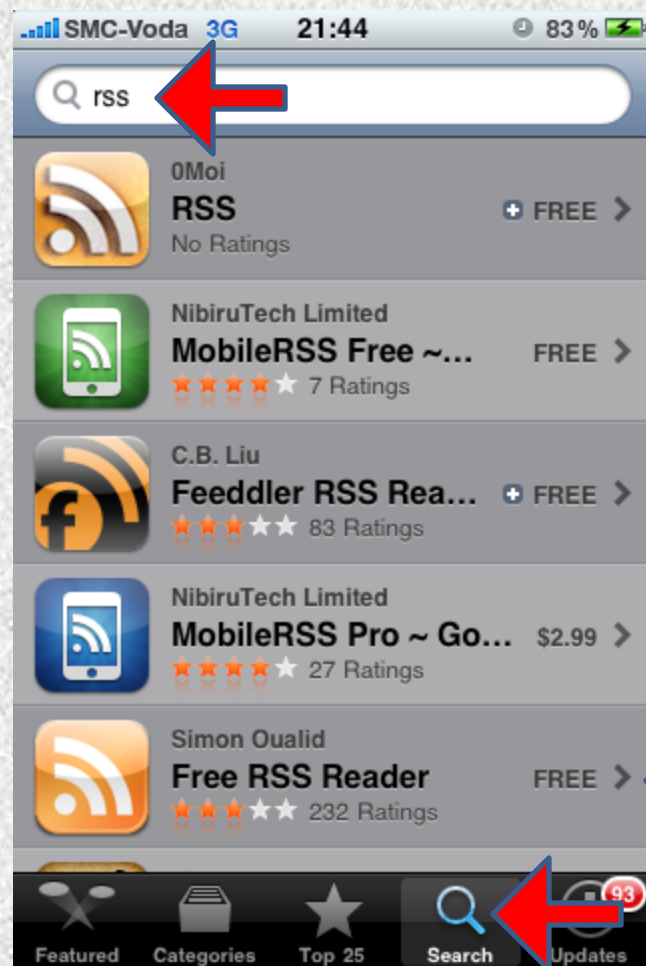 SMC-Voda 3G 21:44 83%
rss
0Moi
RSS
FREE
No Ratings
NibiruTech Limited
MobileRSS Free ~...
FREE
7 Ratings
C.B. Liu
Feeddler RSS Rea...
FREE
83 Ratings
NibiruTech Limited
MobileRSS Pro ~ Go...
$2.99
27 Ratings
Simon Oualid
Free RSS Reader
FREE
232 Ratings
93
Featured Categories Top 25 Search Updates